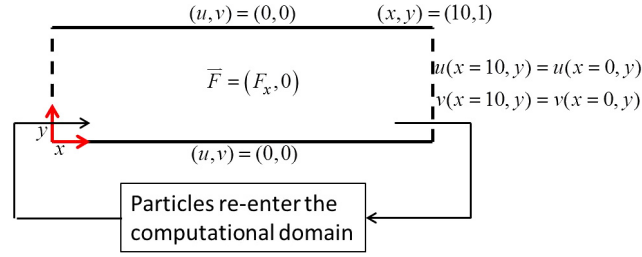 (u,v) = (0,0)
(x, y) = (10,1)
F⃗ = (Fₓ,0)
u(x = 10, y) = u(x = 0, y)
v(x = 10, y) = v(x = 0, y)
y
x
(u,v) = (0,0)
Particles re-enter the
computational domain